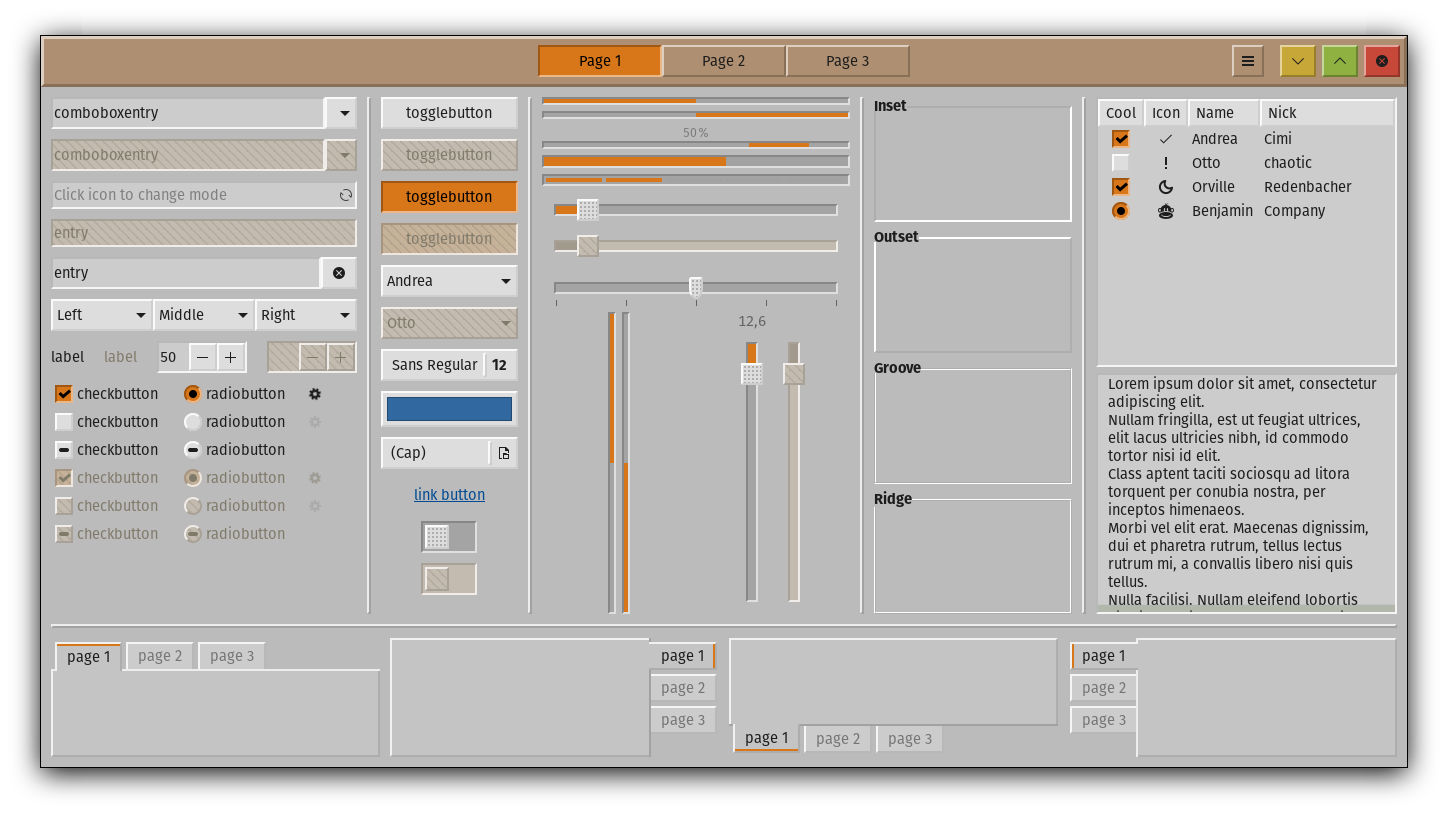 Page 1 Page 2 Page 3
comboboxentry
comboboxentry
Click icon to change mode
entry
entry
Left Middle Right
label label 50
checkbutton radiobutton
checkbutton radiobutton
checkbutton radiobutton
checkbutton radiobutton
checkbutton radiobutton
checkbutton radiobutton
togglebutton
togglebutton
togglebutton
togglebutton
Andrea
Otto
Sans Regular 12
(Cap)
link button
50 %
12,6
Inset
Outset
Groove
Ridge
Cool Icon Name Nick
Andrea Cimi
Otto chaotic
Orville Redenbacher
Benjamin Company
Lorem ipsum dolor sit amet, consectetur
adipiscing elit.
Nullam fringilla, est ut feugiat ultrices,
elit lacus ultricies nibh, id commodo
tortor nisi id elit.
Class aptent taciti sociosqu ad litora
torquent per conubia nostra, per
inceptos himenaeos.
Morbi vel elit erat. Maecenas dignissim,
dui et pharetra rutrum, tellus lectus
rutrum mi, a convallis libero nisi quis
tellus.
Nulla facilisi. Nullam eleifend lobortis
page 1 page 2 page 3
page 1
page 2
page 3
page 1 page 2 page 3
page 1
page 2
page 3